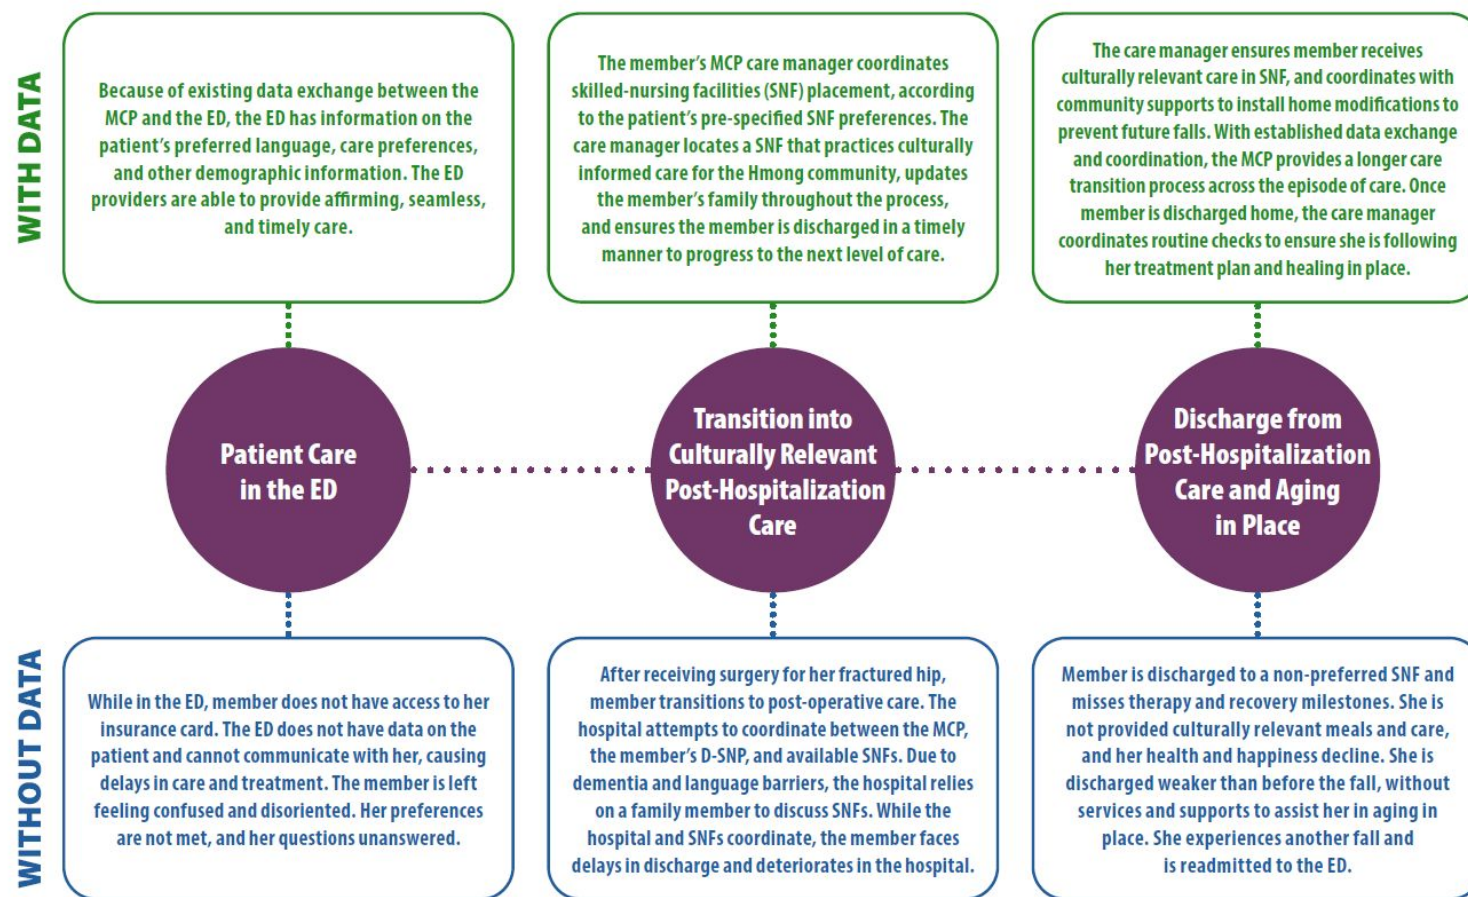 WITH DATA
Because of existing data exchange between the
MCP and the ED, the ED has information on the
patient's preferred language, care preferences,
and other demographic information. The ED
providers are able to provide affirming, seamless,
and timely care.
The member's MCP care manager coordinates
skilled-nursing facilities (SNF) placement, according
to the patient's pre-specified SNF preferences. The
care manager locates a SNF that practices culturally
informed care for the Hmong community, updates
the member's family throughout the process,
and ensures the member is discharged in a timely
manner to progress to the next level of care.
The care manager ensures member receives
culturally relevant care in SNF, and coordinates with
community supports to install home modifications to
prevent future falls. With established data exchange
and coordination, the MCP provides a longer care
transition process across the episode of care. Once
member is discharged home, the care manager
coordinates routine checks to ensure she is following
her treatment plan and healing in place.
Patient Care
in the ED
Transition into
Culturally Relevant
Post-Hospitalization
Care
Discharge from
Post-Hospitalization
Care and Aging
in Place
WITHOUT DATA
While in the ED, member does not have access to her
insurance card. The ED does not have data on the
patient and cannot communicate with her, causing
delays in care and treatment. The member is left
feeling confused and disoriented. Her preferences
are not met, and her questions unanswered.
After receiving surgery for her fractured hip,
member transitions to post-operative care. The
hospital attempts to coordinate between the MCP,
the member's D-SNP, and available SNFs. Due to
dementia and language barriers, the hospital relies
on a family member to discuss SNFs. While the
hospital and SNFs coordinate, the member faces
delays in discharge and deteriorates in the hospital.
Member is discharged to a non-preferred SNF and
misses therapy and recovery milestones. She is
not provided culturally relevant meals and care,
and her health and happiness decline. She is
discharged weaker than before the fall, without
services and supports to assist her in aging in
place. She experiences another fall and
is readmitted to the ED.